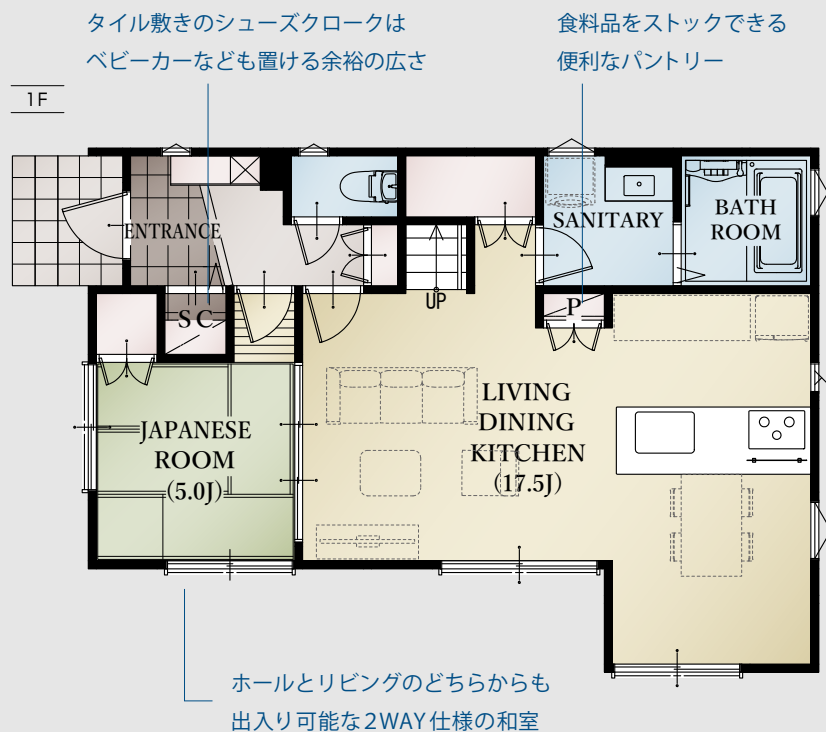 タイル敷きのシューズクロークは
ベビーカーなども置ける余裕の広さ
食料品をストックできる
便利なパントリー
1F
ENTRANCE
SANITARY
BATH
ROOM
SC
UP
P
LIVING
DINING
KITCHEN
(17.5J)
JAPANESE
ROOM
(5.0J)
ホールとリビングのどちらからも
出入り可能な2WAY仕様の和室